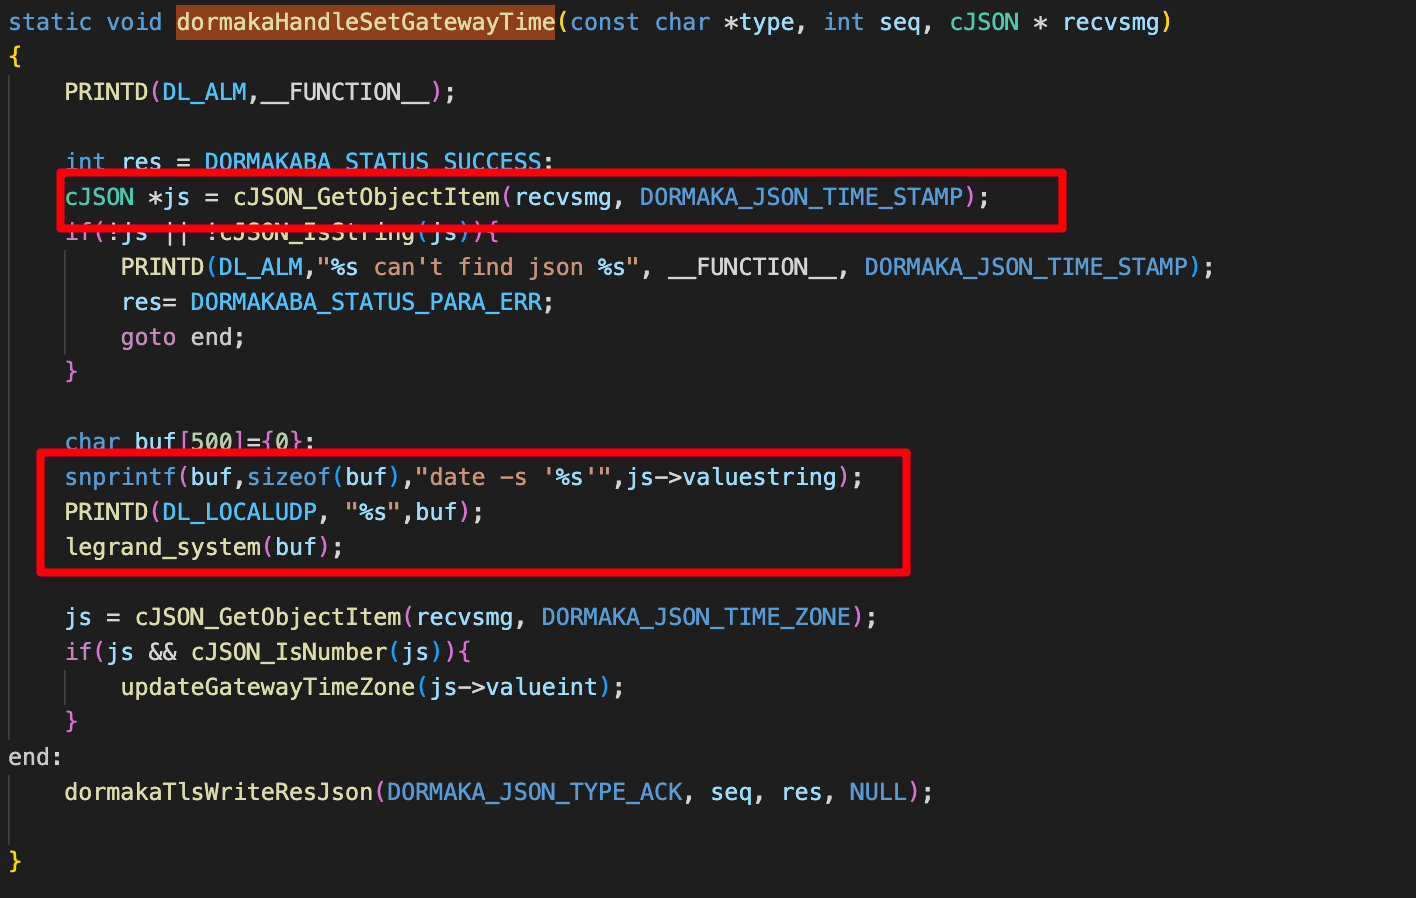 static void dormakaHandleSetGatewayTime(const char *type, int seq, cJSON * recvsmg)
{
    PRINTD(DL_ALM,__FUNCTION__);
    int res = DORMAKABA_STATUS_SUCCESS;
    cJSON *js = cJSON_GetObjectItem(recvsmg, DORMAKA_JSON_TIME_STAMP);
    if(!js || !cJSON_IsString(js)){
        PRINTD(DL_ALM,"%s can't find json %s", __FUNCTION__, DORMAKA_JSON_TIME_STAMP);
        res= DORMAKABA_STATUS_PARA_ERR;
        goto end;
    }
    char buf[500]={0};
    snprintf(buf,sizeof(buf),"date -s '%s'",js->valuestring);
    PRINTD(DL_LOCALUDP, "%s",buf);
    legrand_system(buf);
    js = cJSON_GetObjectItem(recvsmg, DORMAKA_JSON_TIME_ZONE);
    if(js && cJSON_IsNumber(js)){
        updateGatewayTimeZone(js->valueint);
    }
end:
    dormakaTlsWriteResJson(DORMAKA_JSON_TYPE_ACK, seq, res, NULL);
}